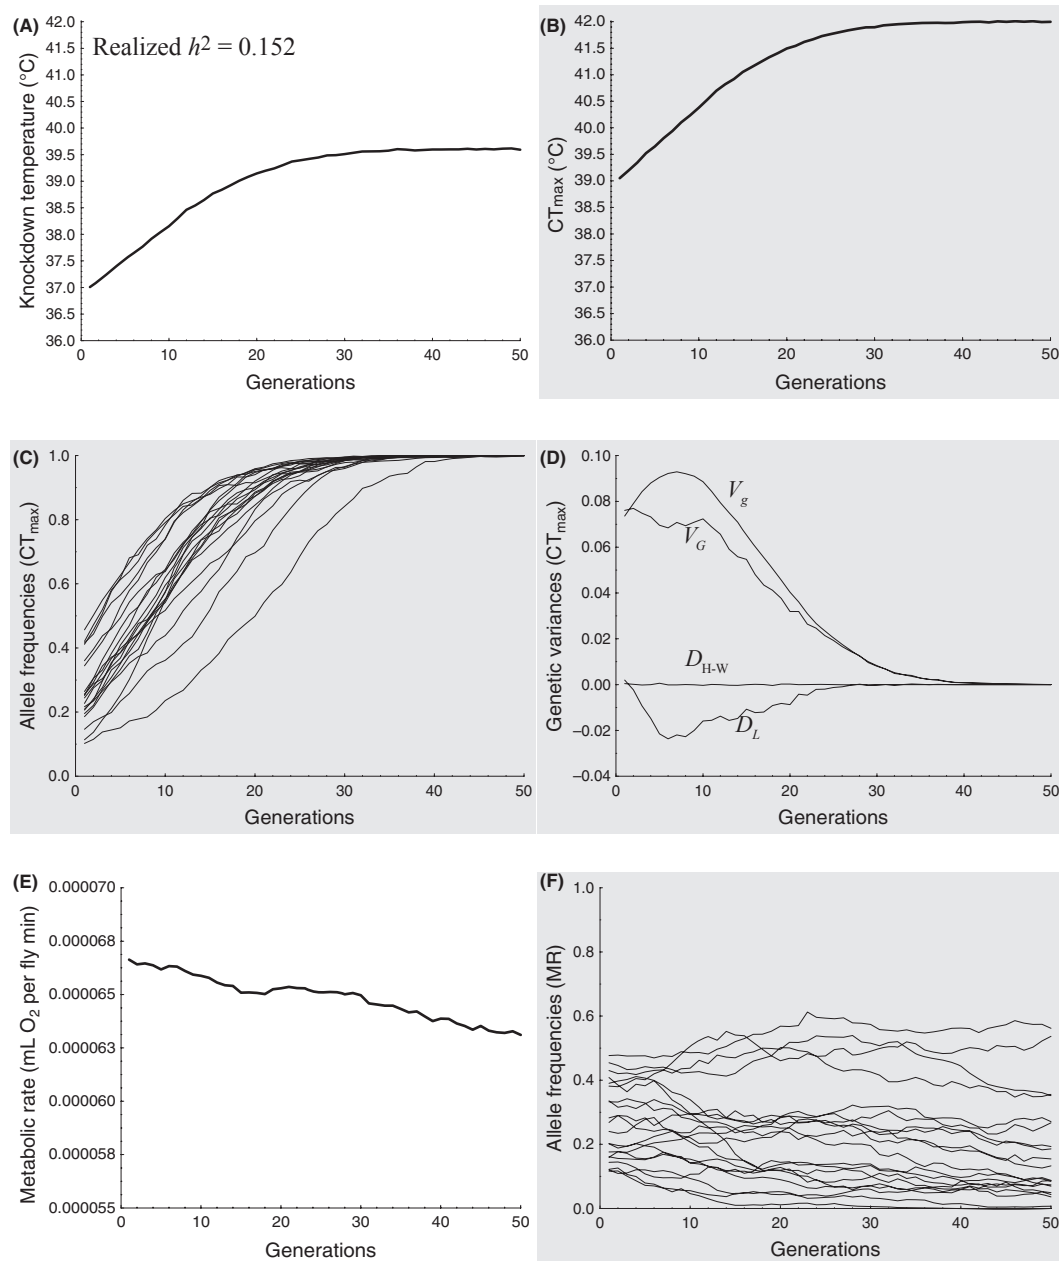 (A)
Realized h² = 0.152
Knockdown temperature (°C)
42.0
41.5
41.0
40.5
40.0
39.5
39.0
38.5
38.0
37.5
37.0
36.5
36.0
0 10 20 30 40 50
Generations
(B)
CTmax (°C)
42.0
41.5
41.0
40.5
40.0
39.5
39.0
38.5
38.0
37.5
37.0
36.5
36.0
0 10 20 30 40 50
Generations
(C)
Allele frequencies (CTmax)
1.0
0.8
0.6
0.4
0.2
0.0
0 10 20 30 40 50
Generations
(D)
Genetic variances (CTmax)
0.10
0.08
0.06
0.04
0.02
0.00
−0.02
−0.04
Vg
VG
DH-W
DL
0 10 20 30 40 50
Generations
(E)
Metabolic rate (mL O₂ per fly min)
0.000070
0.000068
0.000065
0.000063
0.000060
0.000058
0.000055
0 10 20 30 40 50
Generations
(F)
Allele frequencies (MR)
1.0
0.8
0.6
0.4
0.2
0.0
0 10 20 30 40 50
Generations